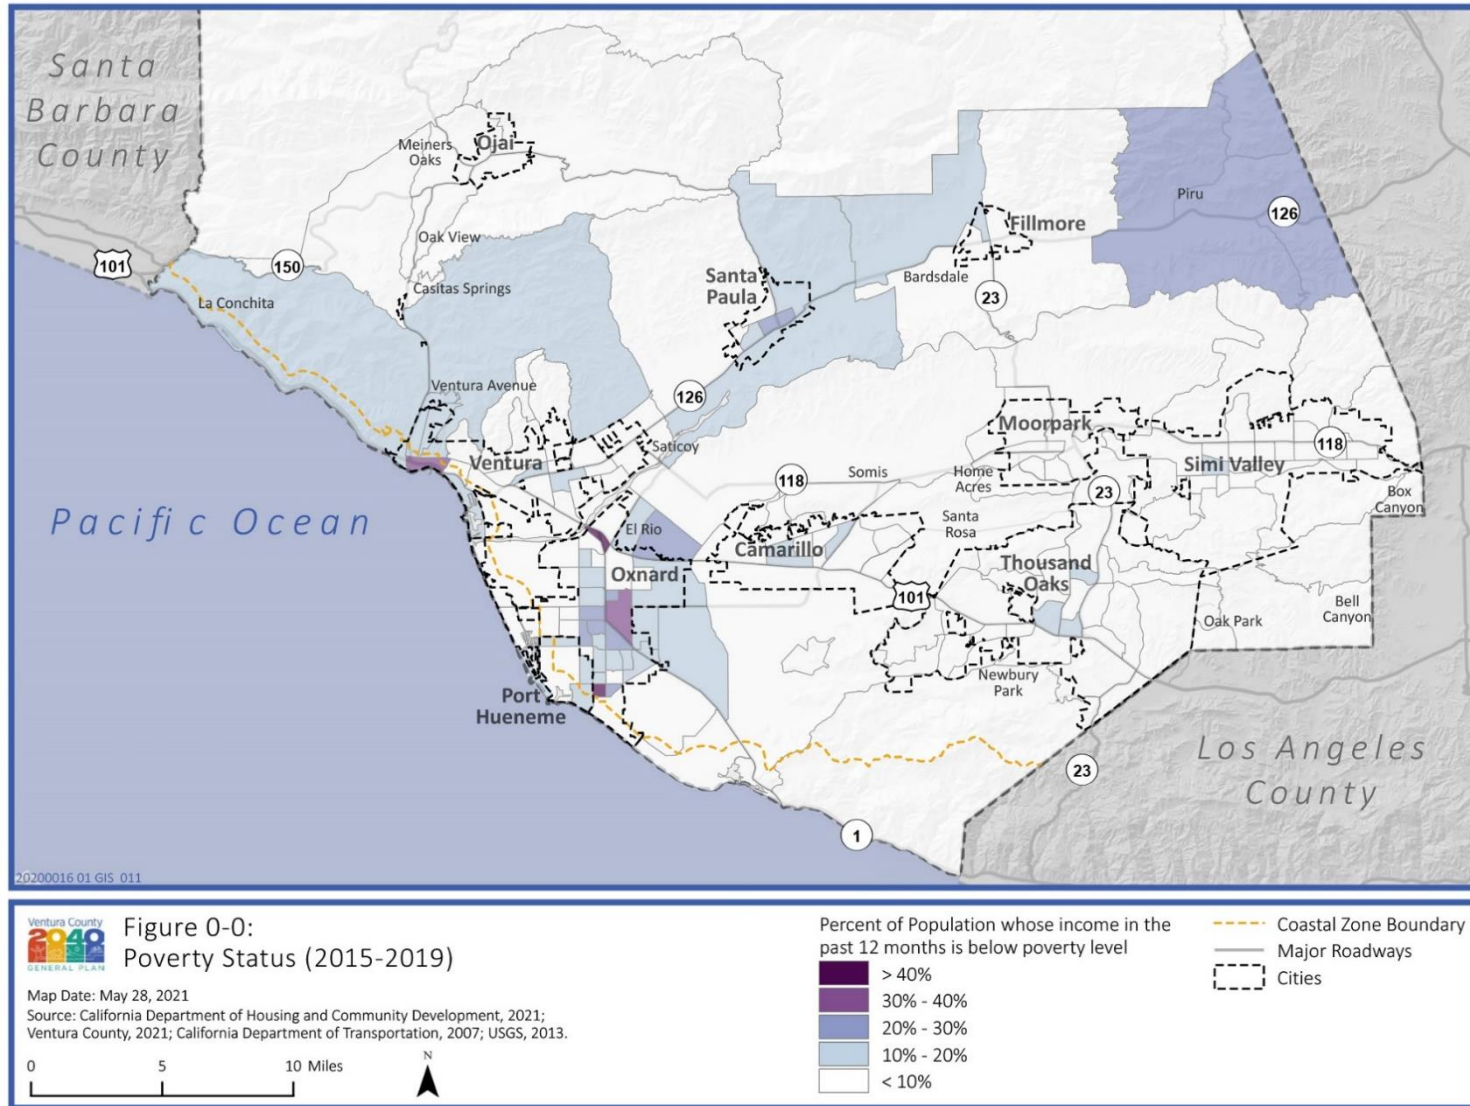 Santa
Barbara
County
Meiners
Oaks
Ojai
Oak View
101
150
Casitas Springs
La Conchita
Ventura Avenue
Santa
Paula
Fillmore
Bardsdale
23
Piru
126
126
Saticoy
Ventura
Moorpark
118
Simi Valley
118
Somis
Home
Acres
23
Box
Canyon
Pacific Ocean
El Rio
Camarillo
Santa
Rosa
Oxnard
Thousand
Oaks
101
Oak Park
Bell
Canyon
Newbury
Park
Port
Hueneme
Los Angeles
County
23
1
20200016 01 GIS 011
Ventura County
2040
GENERAL PLAN
Figure 0-0:
Poverty Status (2015-2019)
Map Date: May 28, 2021
Source: California Department of Housing and Community Development, 2021;
Ventura County, 2021; California Department of Transportation, 2007; USGS, 2013.
0 5 10 Miles
N
Percent of Population whose income in the
past 12 months is below poverty level
> 40%
30% - 40%
20% - 30%
10% - 20%
< 10%
Coastal Zone Boundary
Major Roadways
Cities